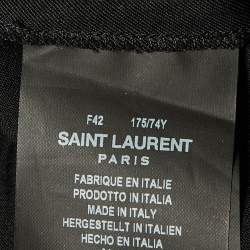 F42 175/74Y
SAINT LAURENT
PARIS
FABRIQUE EN ITALIE
PRODOTTO IN ITALIA
MADE IN ITALY
HERGESTELLT IN ITALIEN
HECHO EN ITALIA